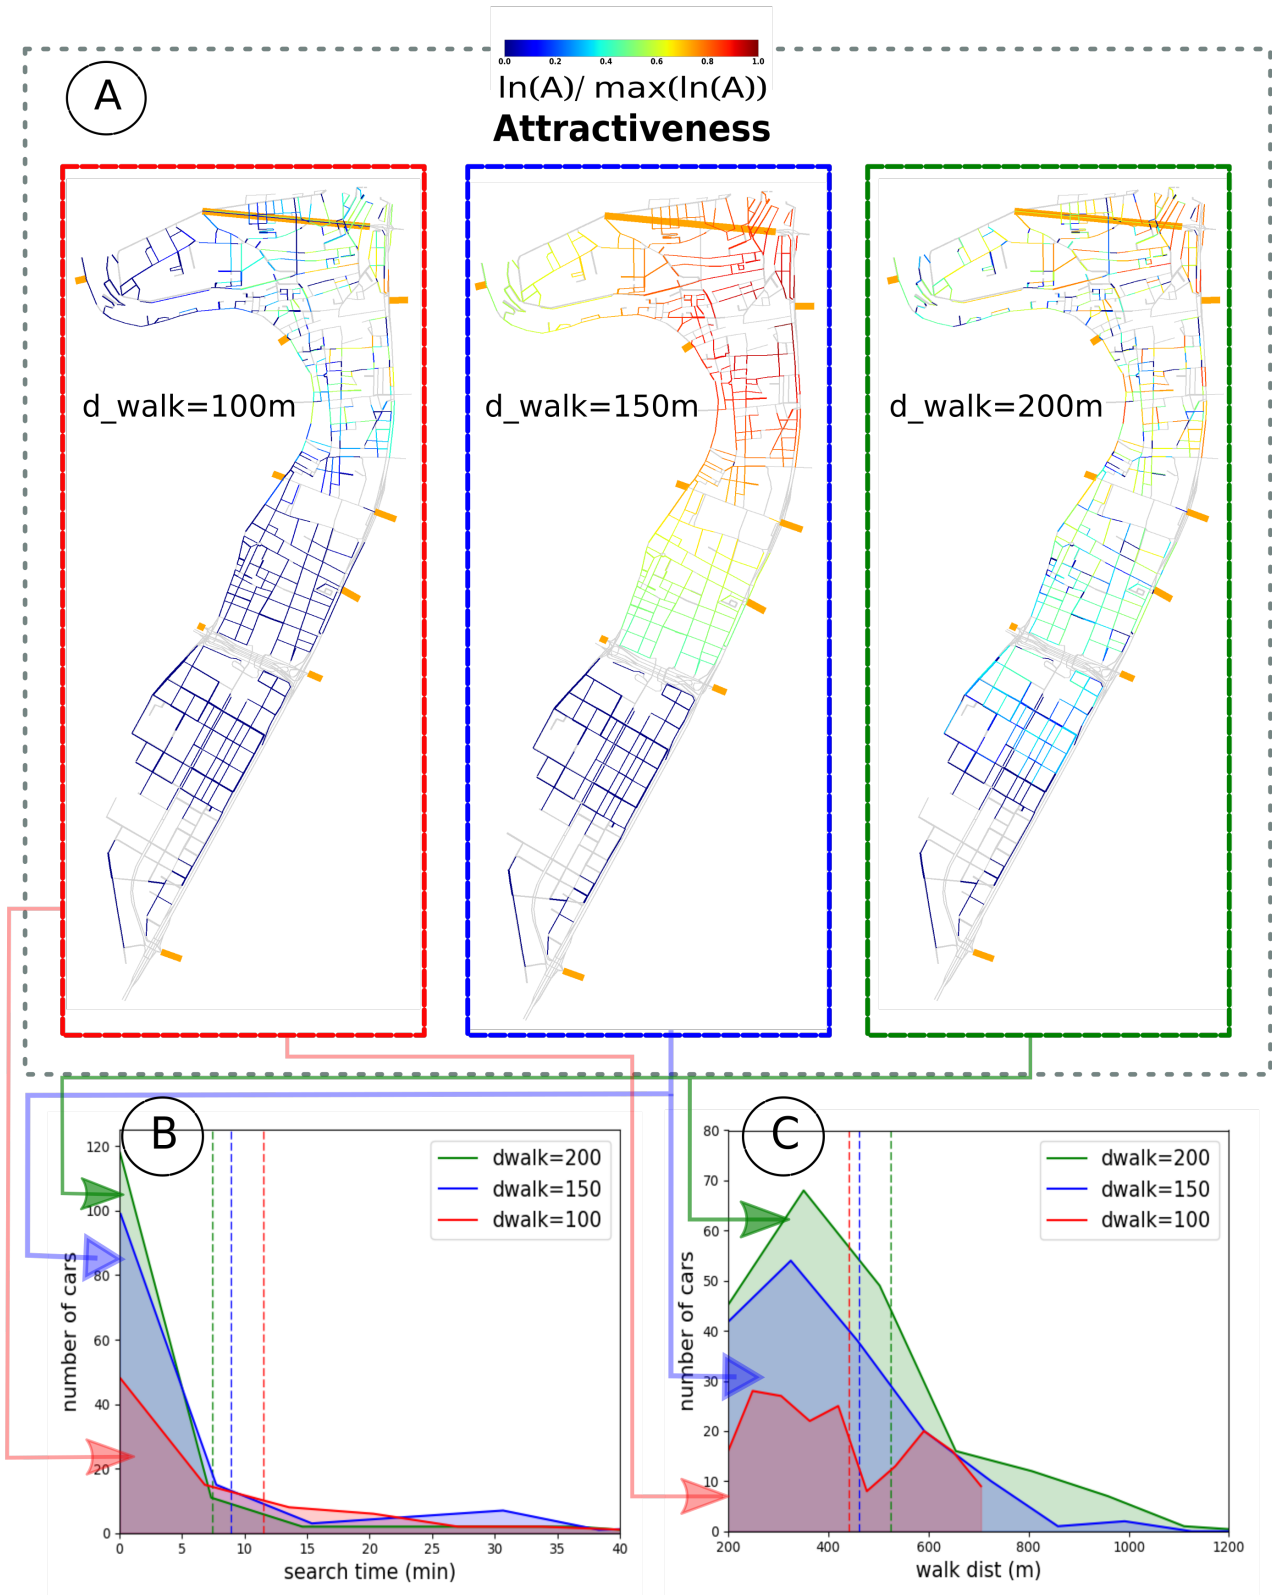 0.0 0.2 0.4 0.6 0.8 1.0
ln(A)/ max(ln(A))
Attractiveness
A
d_walk=100m
d_walk=150m
d_walk=200m
B
120
100
80
60
40
20
0
number of cars
dwalk=200
dwalk=150
dwalk=100
0 5 10 15 20 25 30 35 40
search time (min)
C
80
70
60
50
40
30
20
10
0
number of cars
dwalk=200
dwalk=150
dwalk=100
200 400 600 800 1000 1200
walk dist (m)